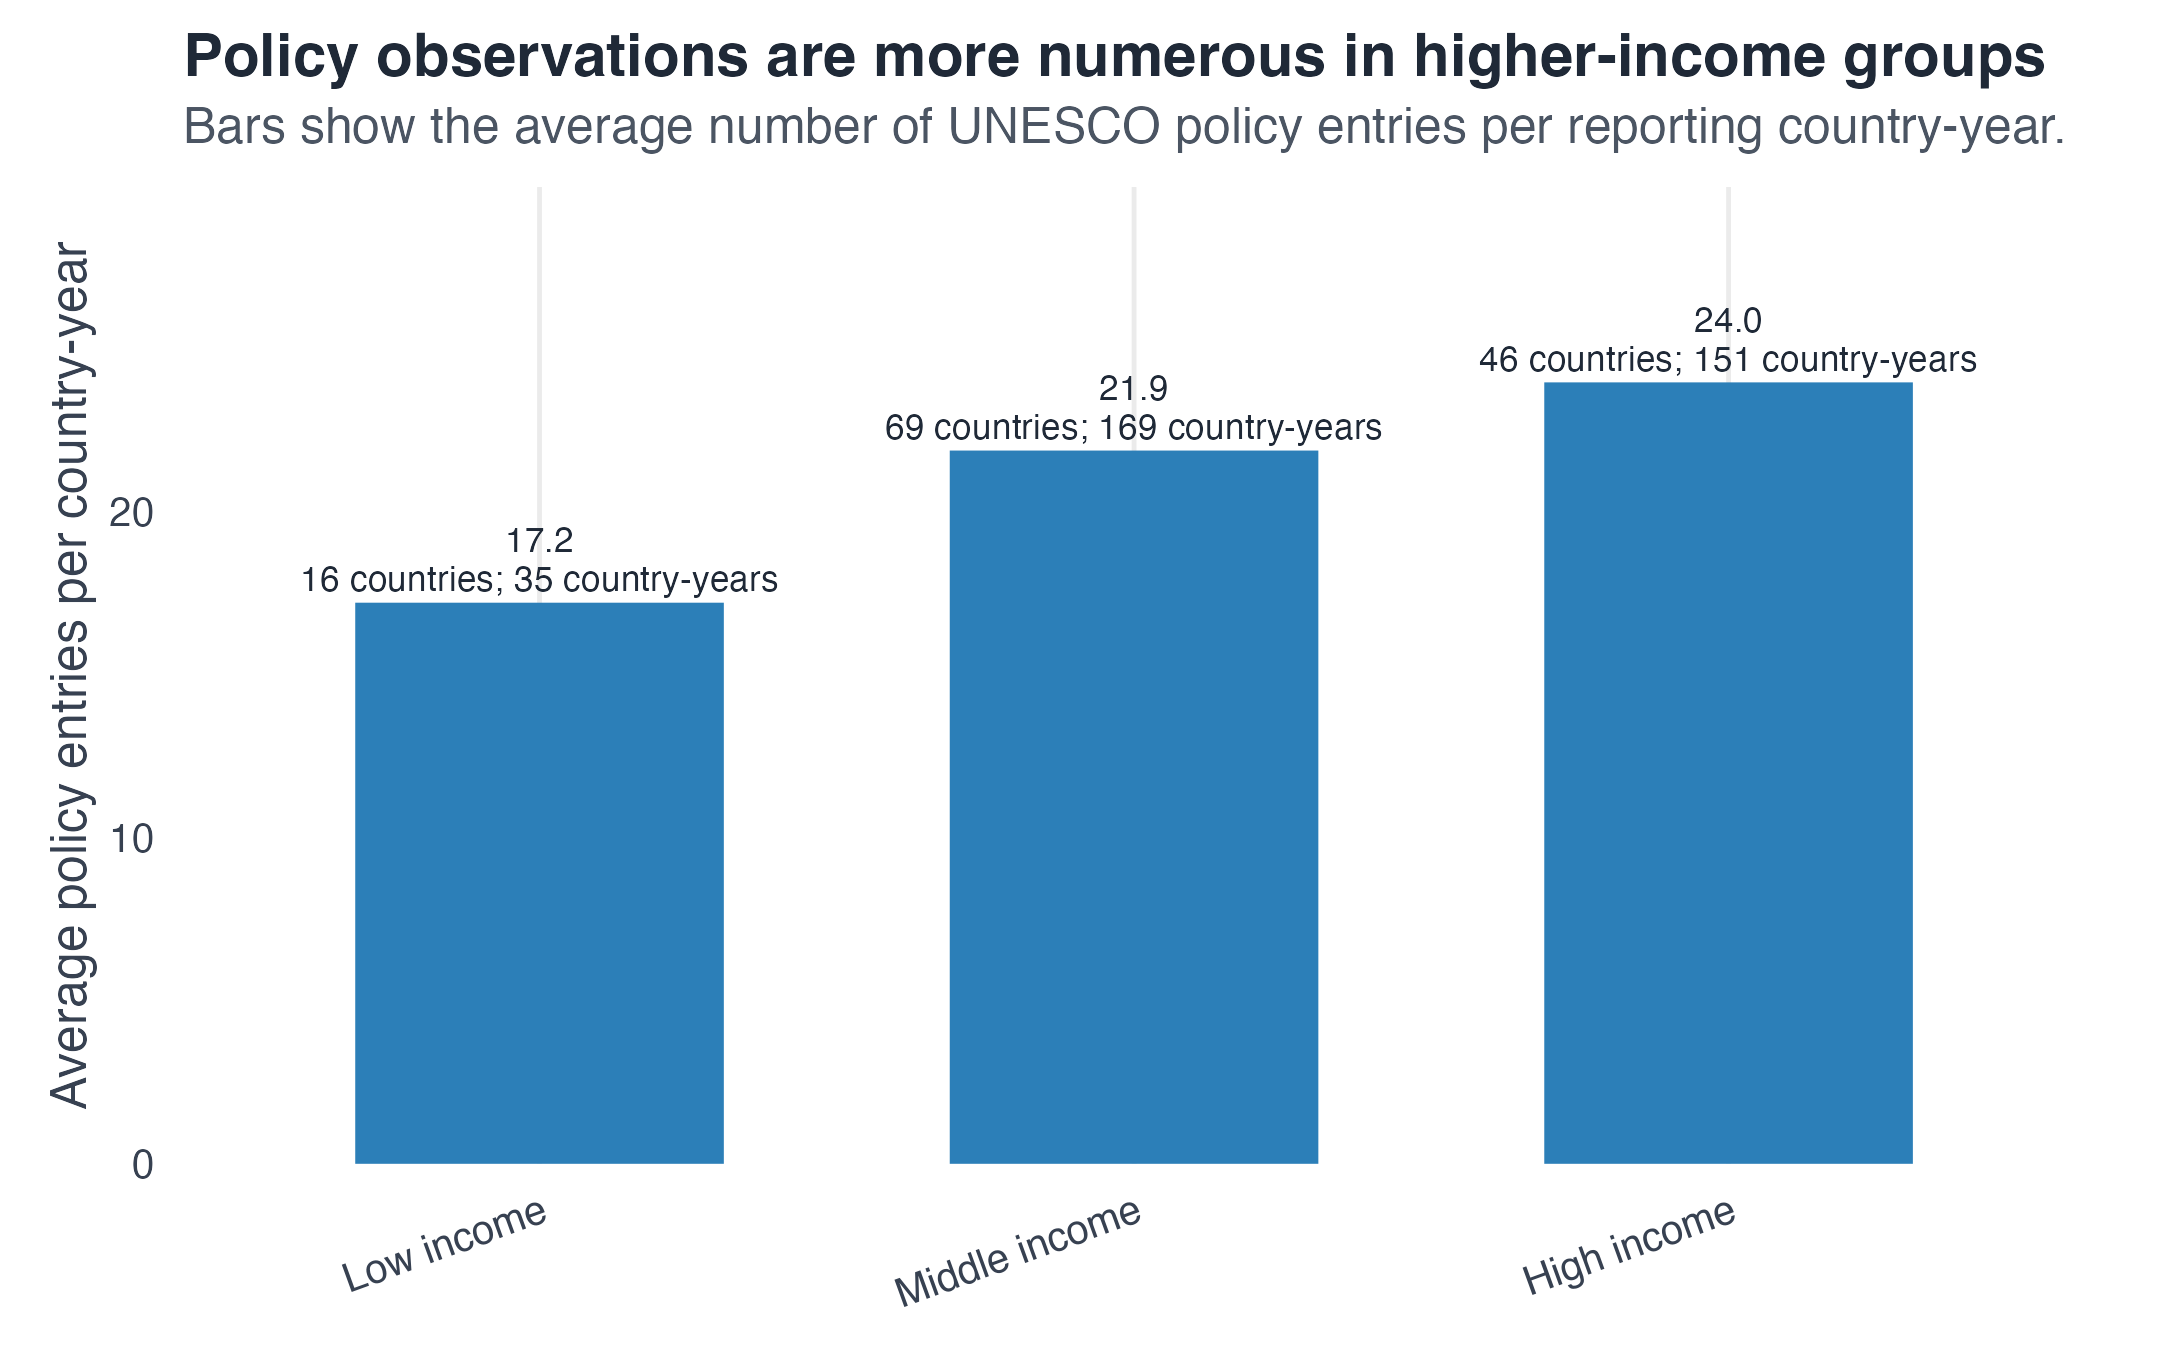 Policy observations are more numerous in higher-income groups
Bars show the average number of UNESCO policy entries per reporting country-year.
Average policy entries per country-year
20
10
0
17.2
16 countries; 35 country-years
21.9
69 countries; 169 country-years
24.0
46 countries; 151 country-years
Low income
Middle income
High income